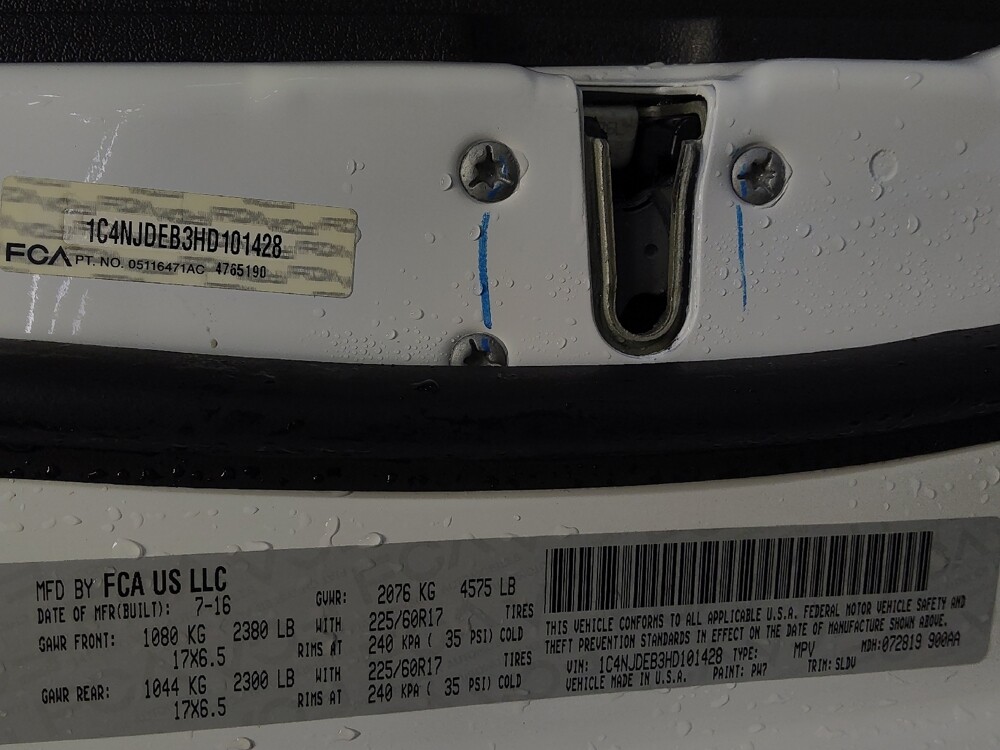 1C4NJDEB3HD101428
FCA PT. NO. 05116471AC 4765190
MFD BY FCA US LLC
DATE OF MFR(BUILT): 7-16
GVWR: 2076 KG 4575 LB
GAWR FRONT: 1080 KG 2380 LB WITH 225/60R17 TIRES
17X6.5 RIMS AT 240 KPA ( 35 PSI) COLD
GAWR REAR: 1044 KG 2300 LB WITH 225/60R17 TIRES
17X6.5 RIMS AT 240 KPA ( 35 PSI) COLD
THIS VEHICLE CONFORMS TO ALL APPLICABLE U.S.A. FEDERAL MOTOR VEHICLE SAFETY AND
THEFT PREVENTION STANDARDS IN EFFECT ON THE DATE OF MANUFACTURE SHOWN ABOVE.
VIN: 1C4NJDEB3HD101428 TYPE: MPV MDH:072819 900AA
VEHICLE MADE IN U.S.A. PAINT: PW7 TRIM: SLDV